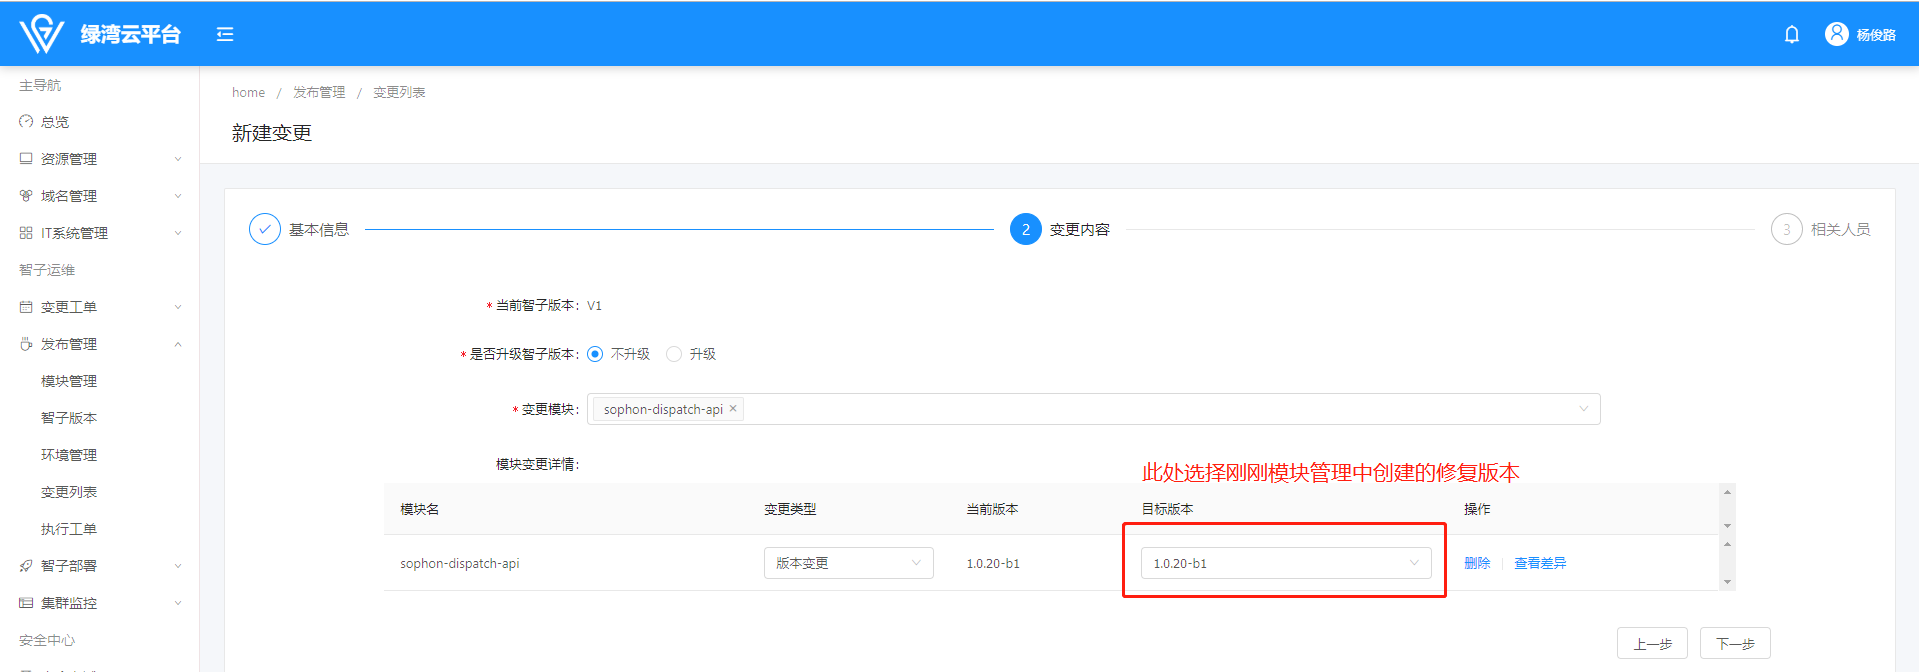 绿湾云平台
杨俊路
主导航
总览
资源管理
域名管理
IT系统管理
智子运维
变更工单
发布管理
模块管理
智子版本
环境管理
变更列表
执行工单
智子部署
集群监控
安全中心
home / 发布管理 / 变更列表
新建变更
基本信息
2 变更内容
3 相关人员
* 当前智子版本: V1
* 是否升级智子版本: 不升级 升级
* 变更模块: sophon-dispatch-api ×
模块变更详情:
此处选择刚刚模块管理中创建的修复版本
模块名 变更类型 当前版本 目标版本 操作
sophon-dispatch-api 版本变更 1.0.20-b1 1.0.20-b1 删除 查看差异
上一步 下一步